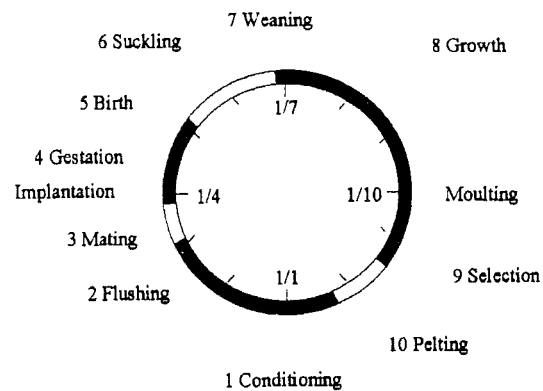 7 Weaning
6 Suckling
8 Growth
5 Birth
1/7
4 Gestation
Implantation
1/4
1/10
Moulting
3 Mating
2 Flushing
1/1
9 Selection
10 Pelting
1 Conditioning